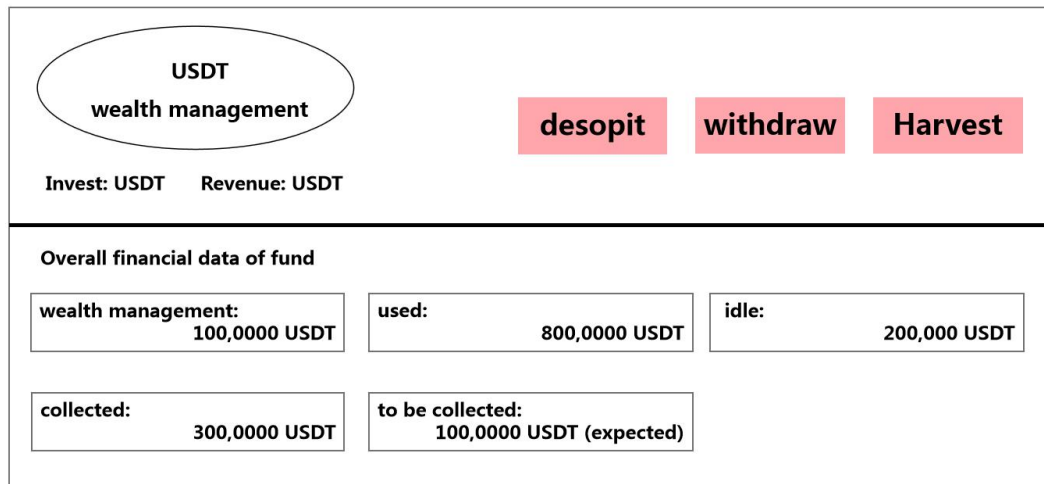 USDT
wealth management
desopit
withdraw
Harvest
Invest: USDT
Revenue: USDT
Overall financial data of fund
wealth management:
100,0000 USDT
used:
800,0000 USDT
idle:
200,000 USDT
collected:
300,0000 USDT
to be collected:
100,0000 USDT (expected)